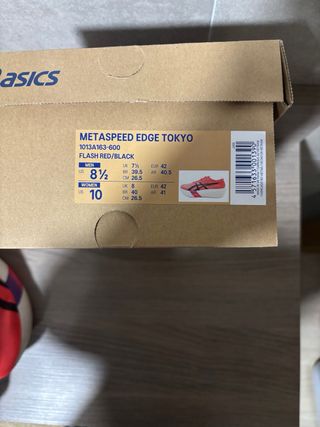 asics
METASPEED EDGE TOKYO
1013A163-600
FLASH RED/BLACK
MEN
US 8½
UK 7½ EUR 42
BR 39.5 AR 40.5
CM 26.5
WOMEN
US 10
UK 8 EUR 42
BR 40 AR 41
CM 26.5